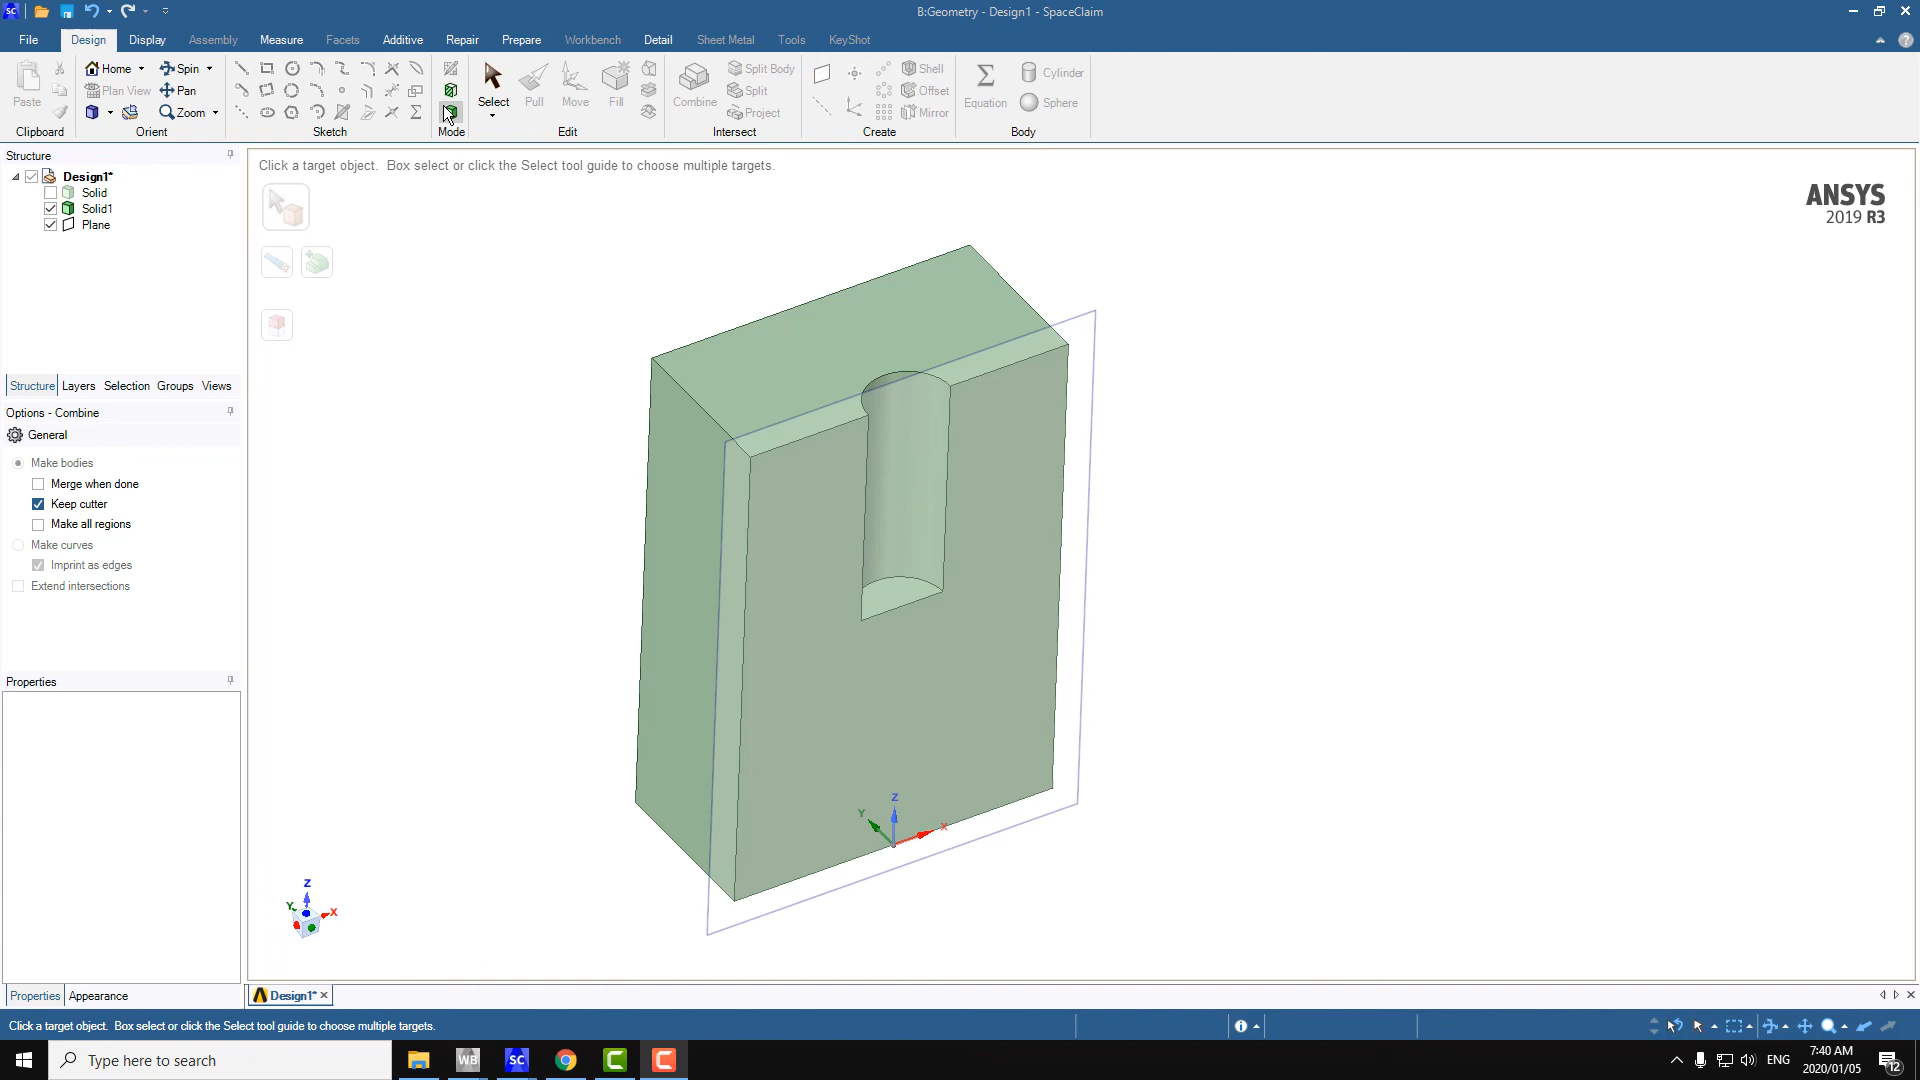 B:Geometry - Design1 - SpaceClaim
File Design Display Assembly Measure Facets Additive Repair Prepare Workbench Detail Sheet Metal Tools KeyShot
Paste
Clipboard
Home Spin
Plan View Pan
Zoom
Orient
Sketch
Mode
Select Pull Move Fill
Edit
Combine Split Body
Split
Project
Intersect
Shell
Offset
Mirror
Create
Equation Cylinder
Sphere
Body
Structure
Design1*
Solid
Solid1
Plane
Structure Layers Selection Groups Views
Options - Combine
General
Make bodies
Merge when done
Keep cutter
Make all regions
Make curves
Imprint as edges
Extend intersections
Properties
Properties Appearance
Click a target object. Box select or click the Select tool guide to choose multiple targets.
ANSYS
2019 R3
Z
Y
X
Z
Y
X
Design1*
Click a target object. Box select or click the Select tool guide to choose multiple targets.
Type here to search
WB
SC
ENG
7:40 AM
2020/01/05
12